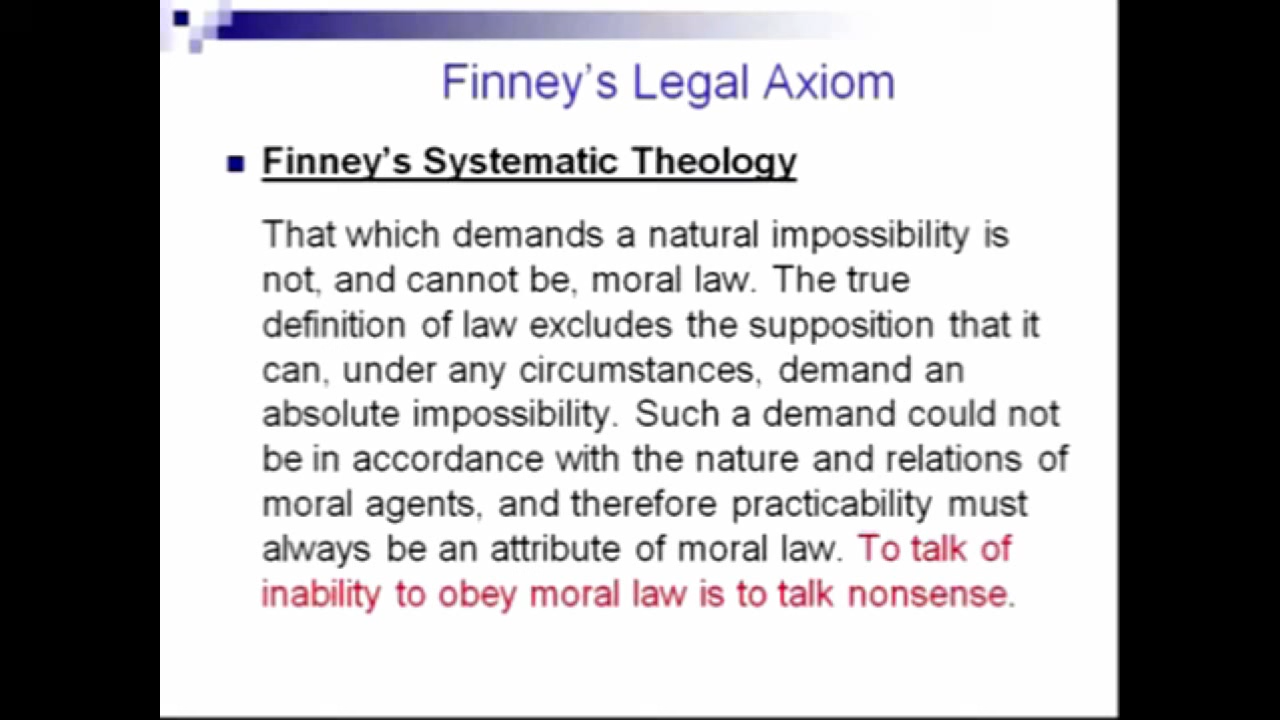 Finney's Legal Axiom
Finney's Systematic Theology
That which demands a natural impossibility is
not, and cannot be, moral law. The true
definition of law excludes the supposition that it
can, under any circumstances, demand an
absolute impossibility. Such a demand could not
be in accordance with the nature and relations of
moral agents, and therefore practicability must
always be an attribute of moral law. To talk of
inability to obey moral law is to talk nonsense.